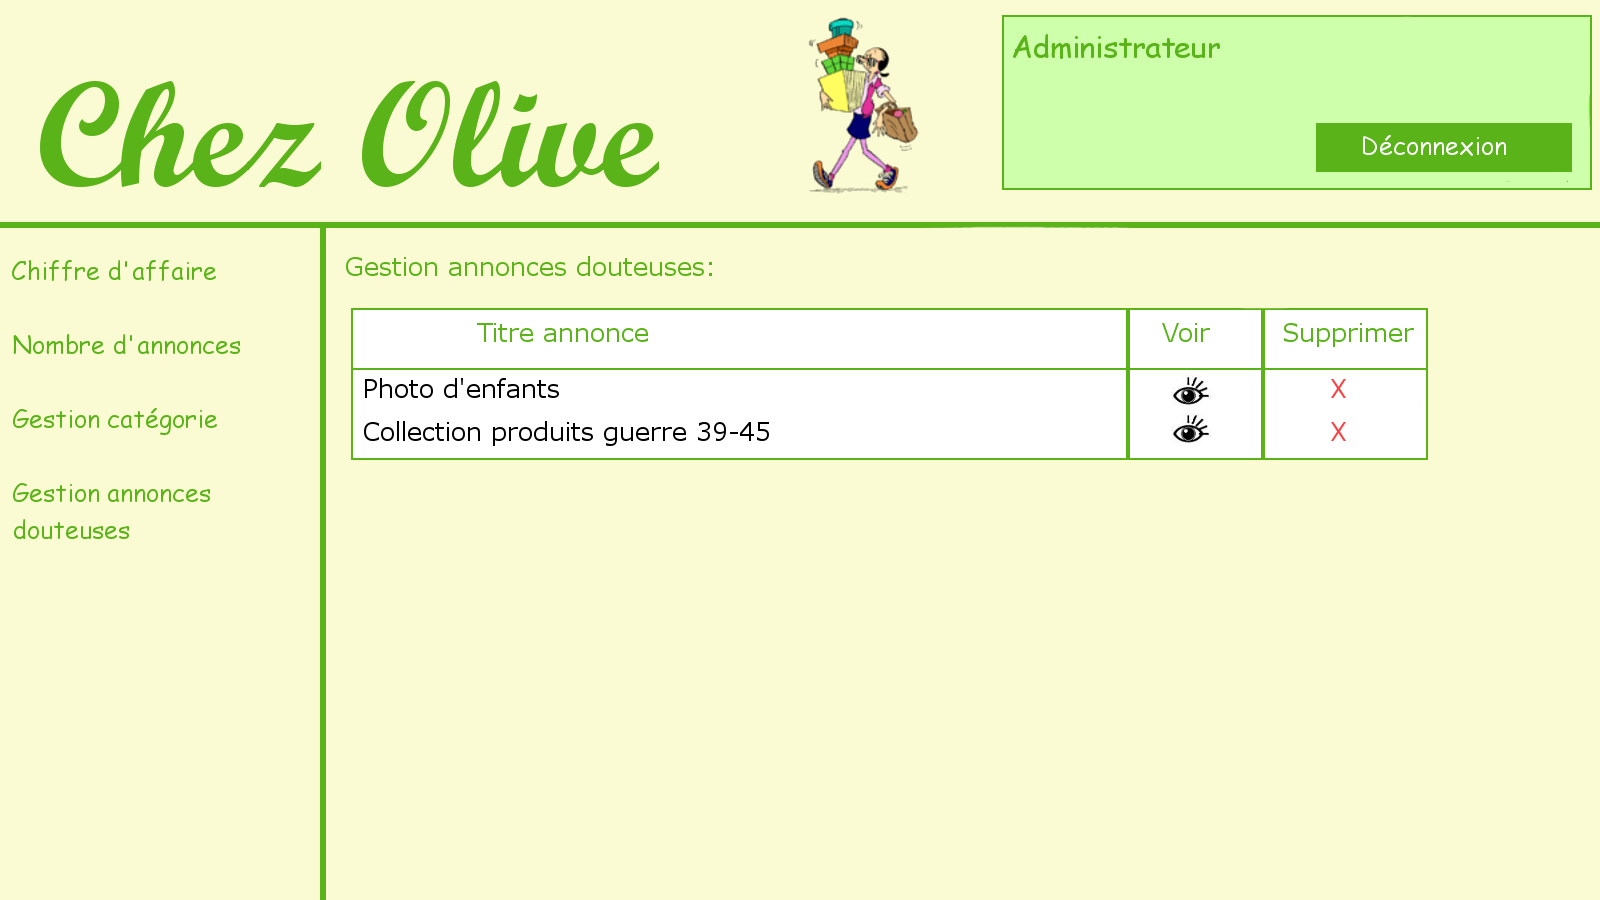 Chez Olive
Administrateur
Déconnexion
Chiffre d'affaire
Nombre d'annonces
Gestion catégorie
Gestion annonces
douteuses
Gestion annonces douteuses:
Titre annonce Voir Supprimer
Photo d'enfants X
Collection produits guerre 39-45 X